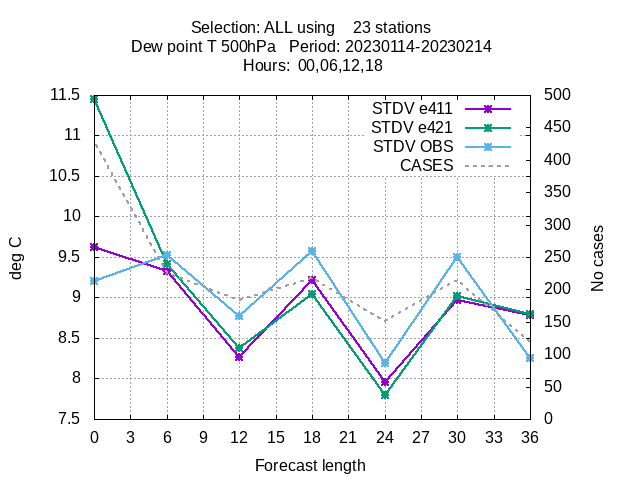 Selection: ALL using    23 stations
Dew point T 500hPa   Period: 20230114-20230214
Hours:  00,06,12,18
STDV e411
STDV e421
STDV OBS
CASES
deg C
11.5
11
10.5
10
9.5
9
8.5
8
7.5
500
450
400
350
300
250
200
150
100
50
0
No cases
0 3 6 9 12 15 18 21 24 27 30 33 36
Forecast length